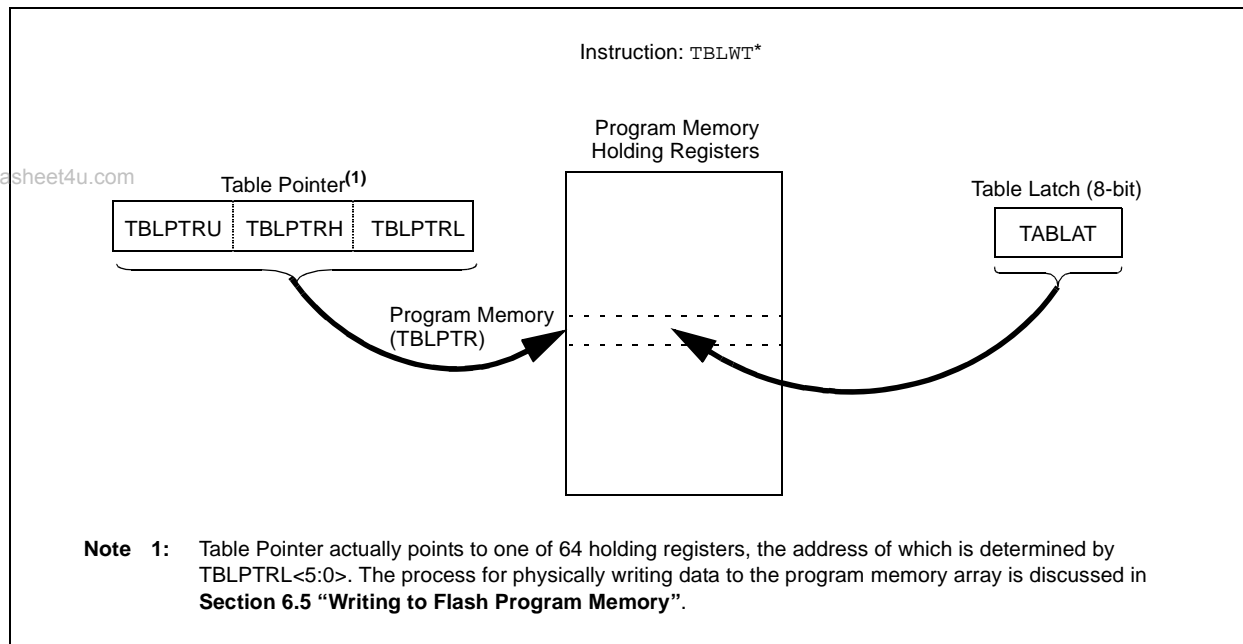 Instruction: TBLWT*
Program Memory
Holding Registers
asheet4u.com
Table Pointer(1)
Table Latch (8-bit)
TBLPTRU TBLPTRH TBLPTRL
TABLAT
Program Memory
(TBLPTR)
Note 1: Table Pointer actually points to one of 64 holding registers, the address of which is determined by
TBLPTRL<5:0>. The process for physically writing data to the program memory array is discussed in
Section 6.5 “Writing to Flash Program Memory”.